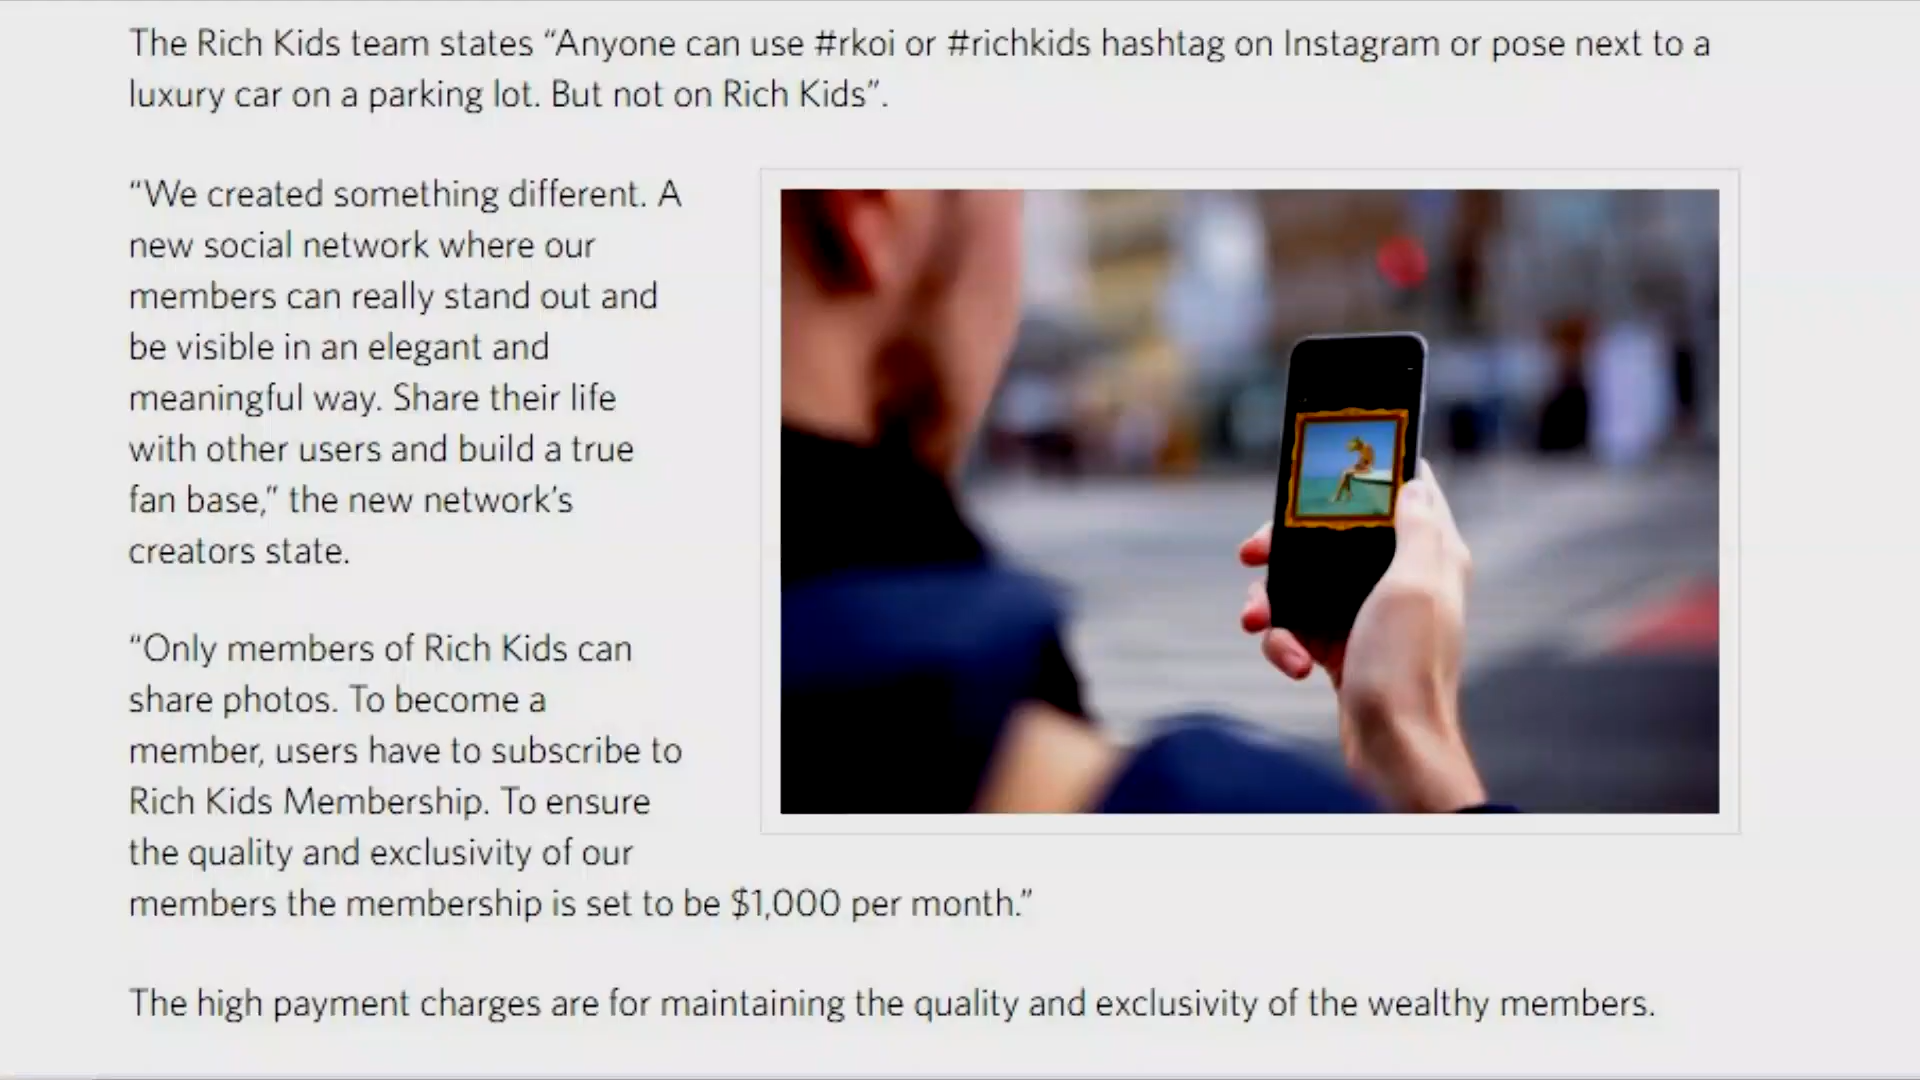 The Rich Kids team states “Anyone can use #rkoi or #richkids hashtag on Instagram or pose next to a
luxury car on a parking lot. But not on Rich Kids”.
“We created something different. A
new social network where our
members can really stand out and
be visible in an elegant and
meaningful way. Share their life
with other users and build a true
fan base,” the new network’s
creators state.
“Only members of Rich Kids can
share photos. To become a
member, users have to subscribe to
Rich Kids Membership. To ensure
the quality and exclusivity of our
members the membership is set to be $1,000 per month.”
The high payment charges are for maintaining the quality and exclusivity of the wealthy members.